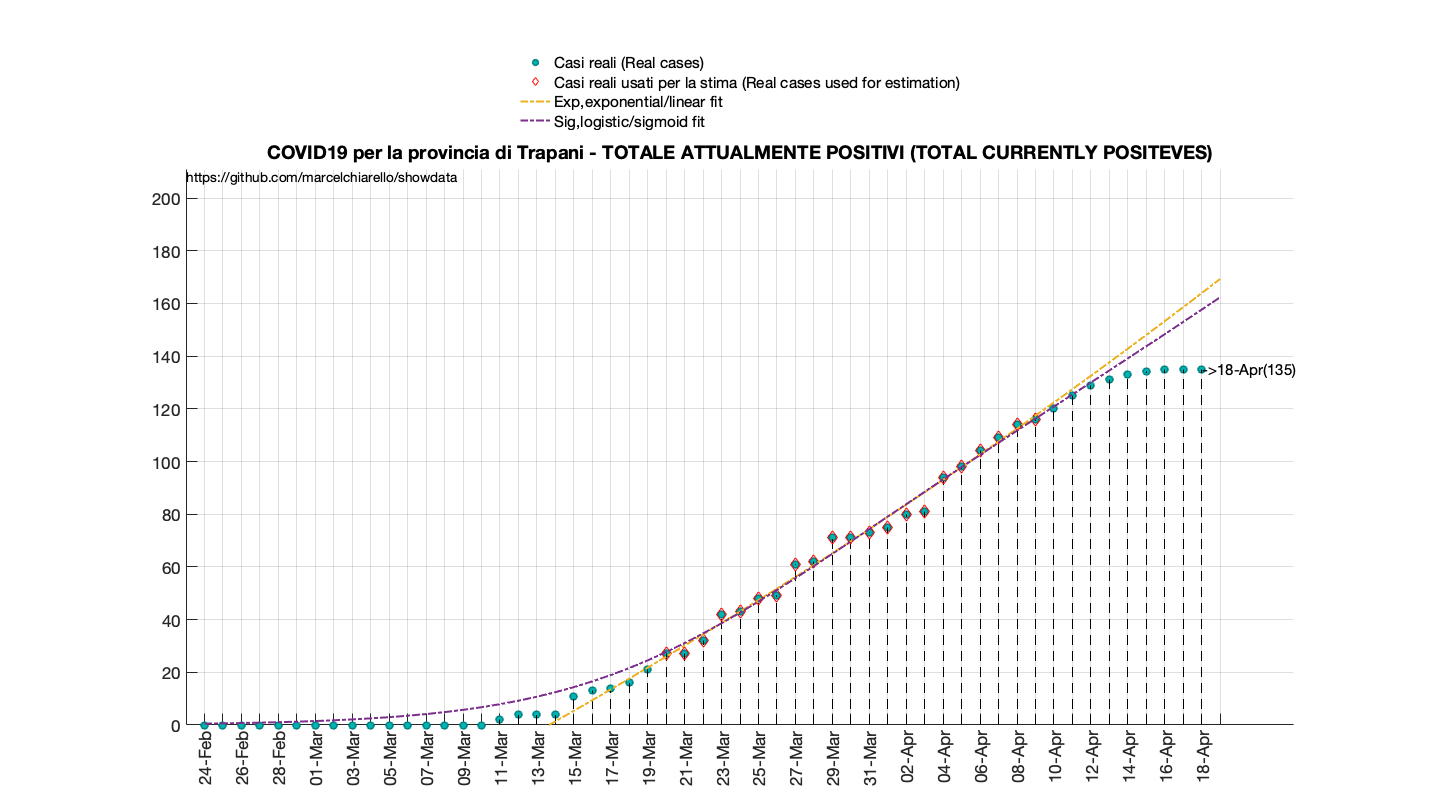 Casi reali (Real cases)
Casi reali usati per la stima (Real cases used for estimation)
Exp,exponential/linear fit
Sig,logistic/sigmoid fit
COVID19 per la provincia di Trapani - TOTALE ATTUALMENTE POSITIVI (TOTAL CURRENTLY POSITEVES)
https://github.com/marcelchiarello/showdata
200
180
160
140
->18-Apr(135)
120
100
80
60
40
20
0
24-Feb
26-Feb
28-Feb
01-Mar
03-Mar
05-Mar
07-Mar
09-Mar
11-Mar
13-Mar
15-Mar
17-Mar
19-Mar
21-Mar
23-Mar
25-Mar
27-Mar
29-Mar
31-Mar
02-Apr
04-Apr
06-Apr
08-Apr
10-Apr
12-Apr
14-Apr
16-Apr
18-Apr